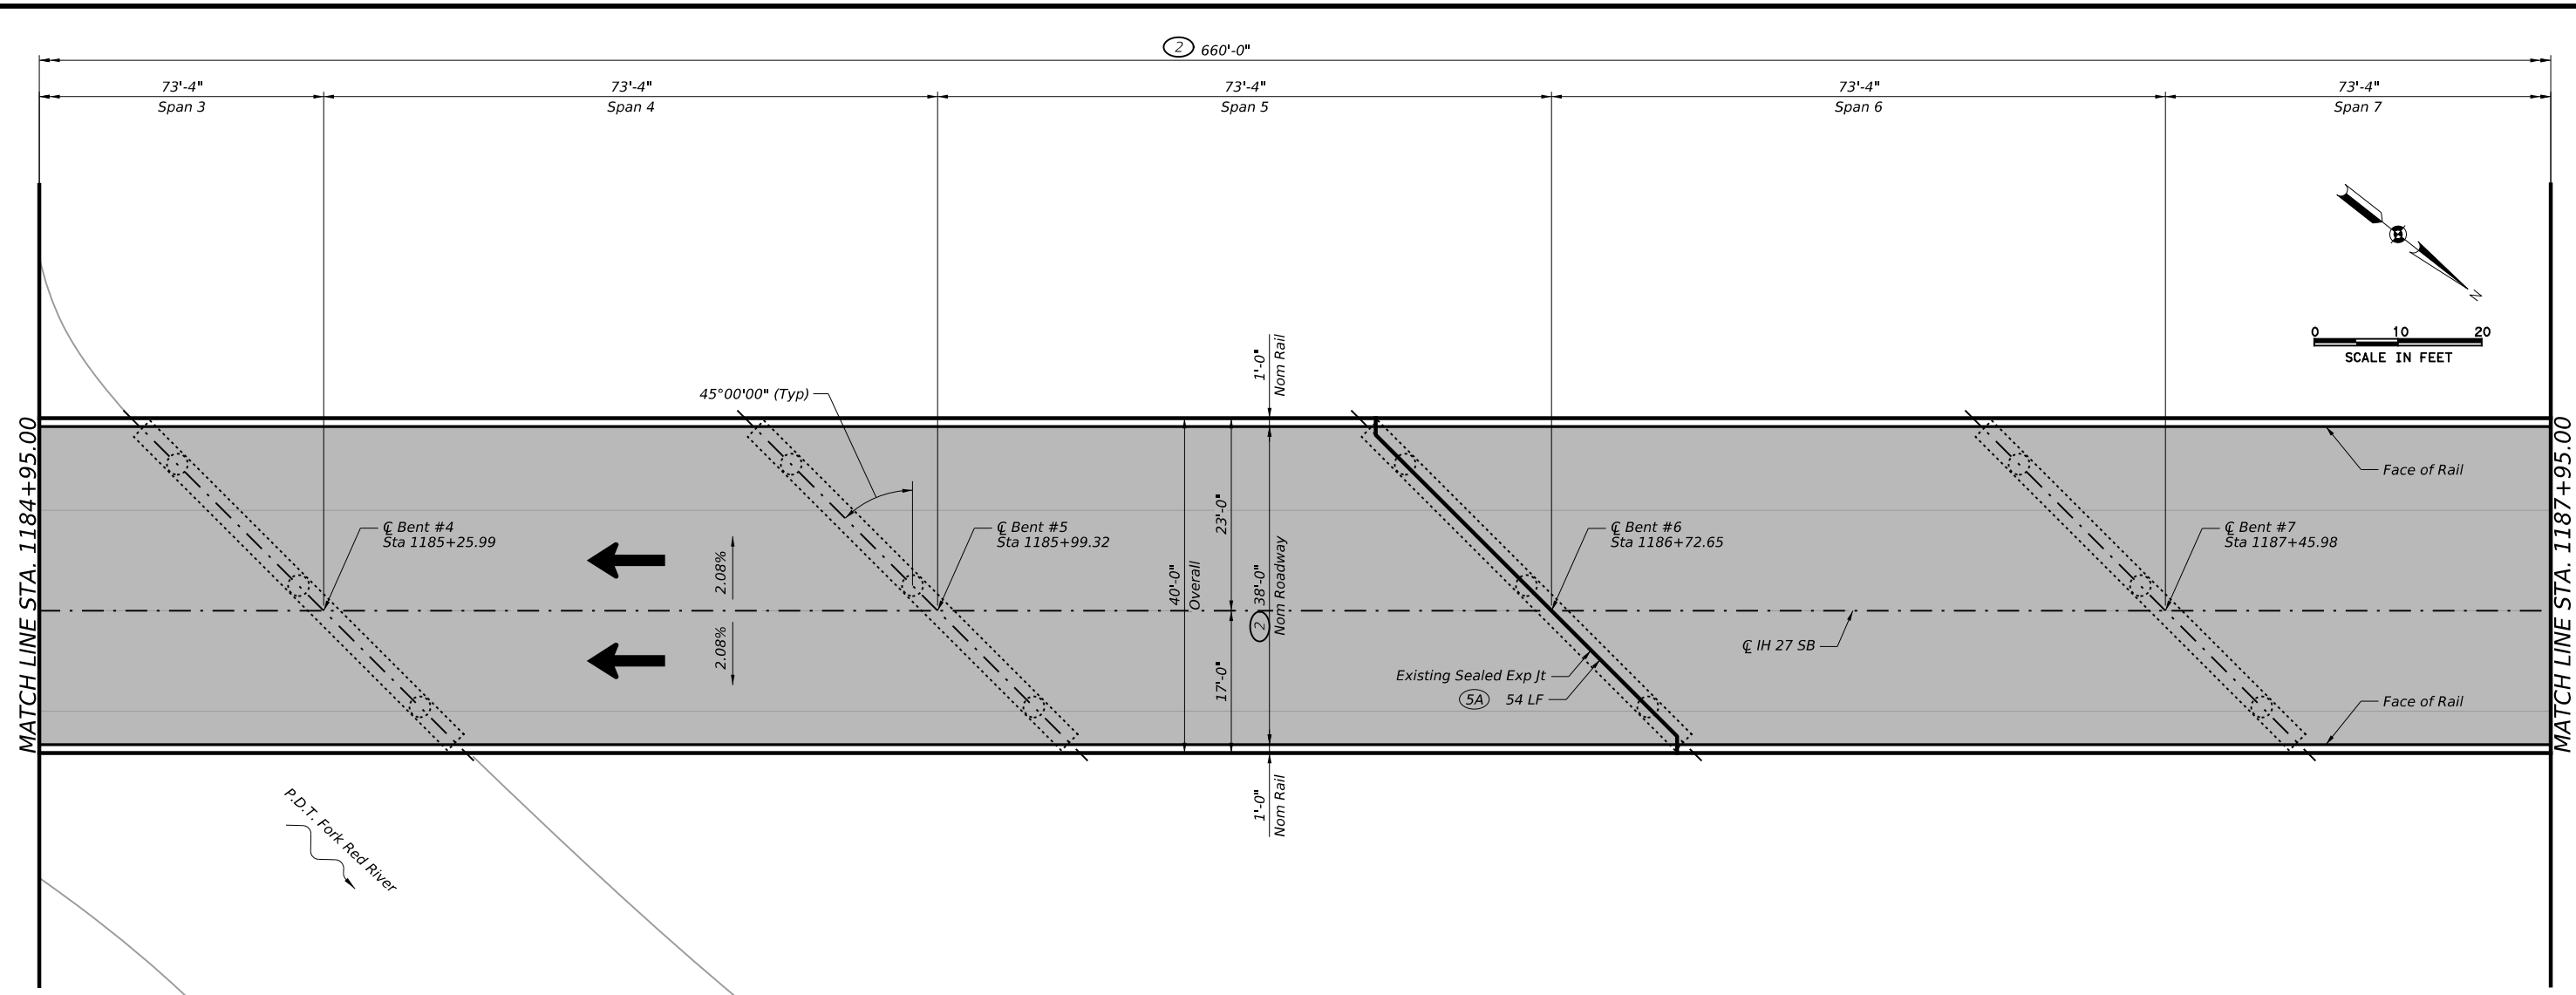 2 660'-0"
73'-4" 73'-4" 73'-4" 73'-4" 73'-4"
Span 3 Span 4 Span 5 Span 6 Span 7
N
0 10 20
SCALE IN FEET
1'-0"
Nom Rail
45°00'00" (Typ)
MATCH LINE STA. 1184+95.00
MATCH LINE STA. 1187+95.00
Face of Rail
℄ Bent #4
Sta 1185+25.99
℄ Bent #5
Sta 1185+99.32
℄ Bent #6
Sta 1186+72.65
℄ Bent #7
Sta 1187+45.98
2.08%
2.08%
40'-0"
Overall
23'-0"
17'-0"
2 38'-0"
Nom Roadway
℄ IH 27 SB
Existing Sealed Exp Jt
5A 54 LF
Face of Rail
1'-0"
Nom Rail
P.D.T. Fork Red River